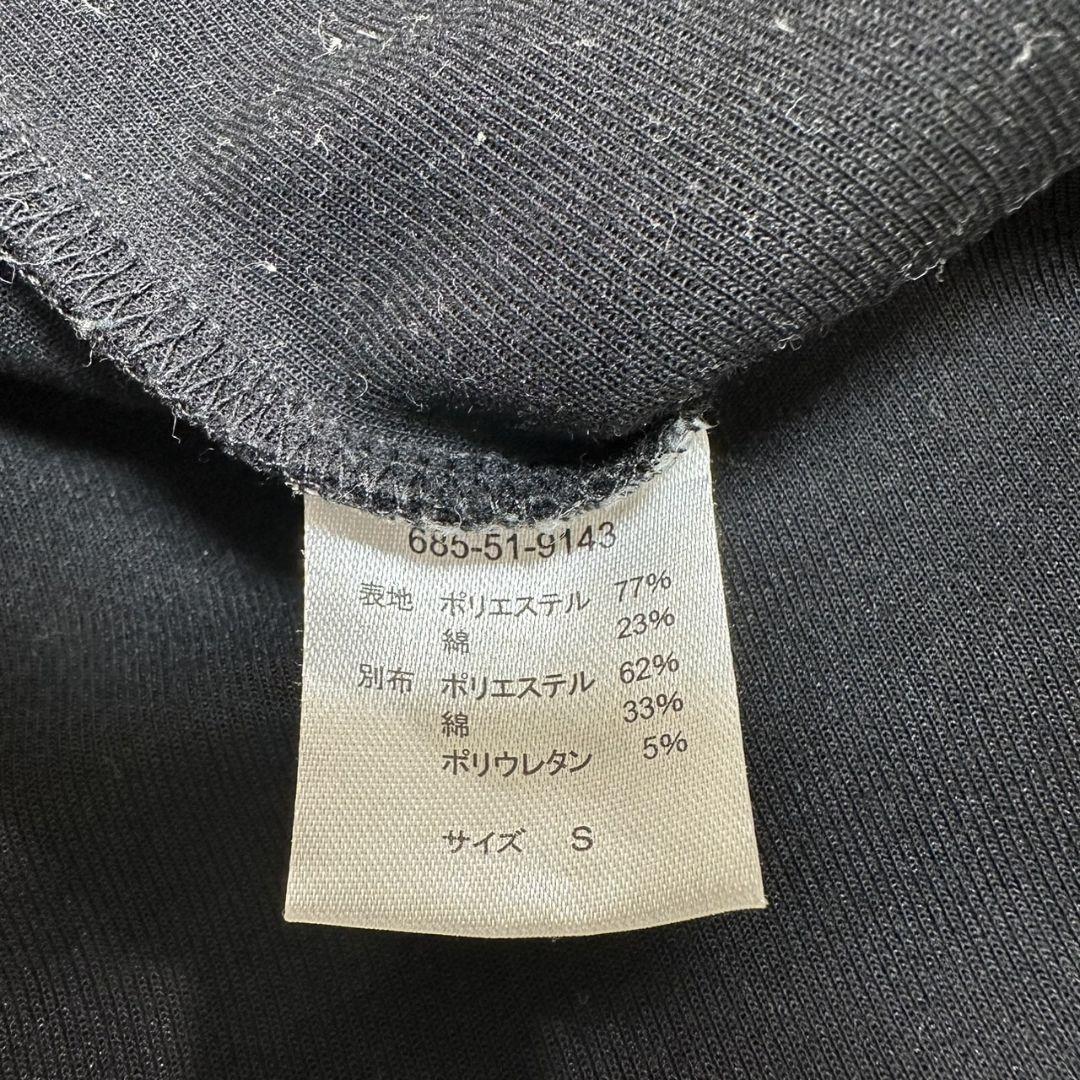 685-51-9143
表地 ポリエステル 77%
綿 23%
別布 ポリエステル 62%
綿 33%
ポリウレタン 5%
サイズ S